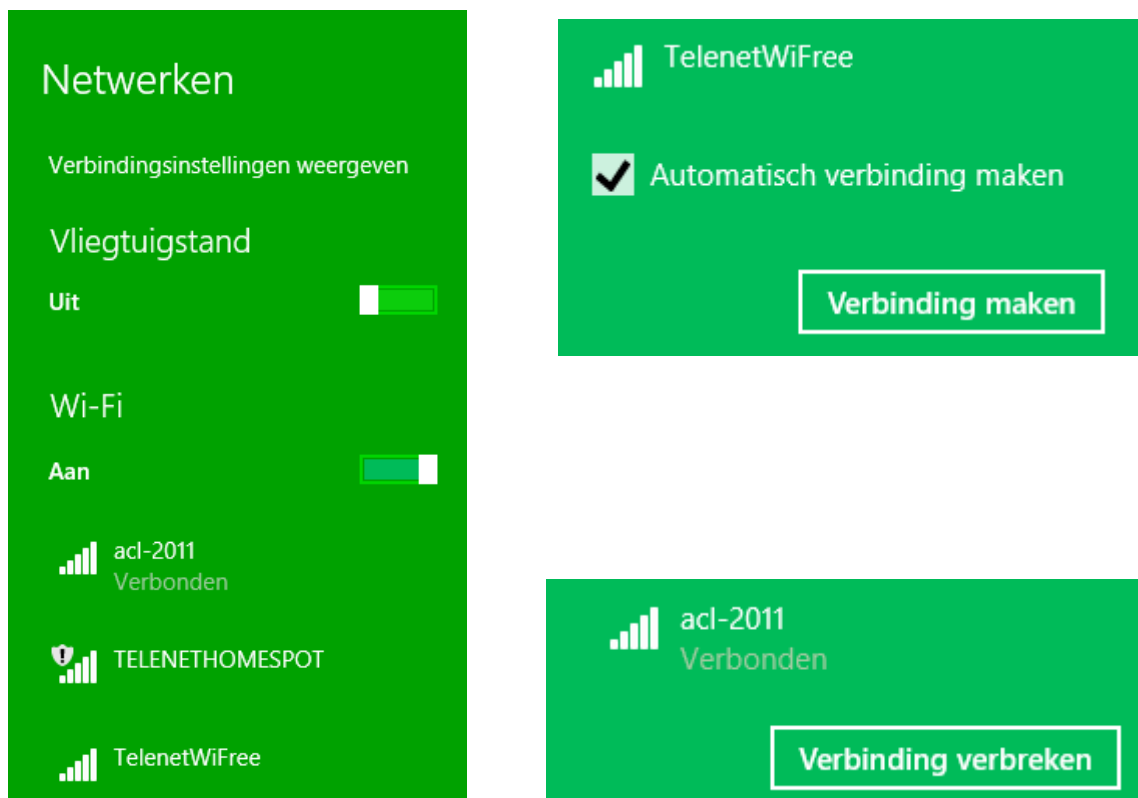 Netwerken
Verbindingsinstellingen weergeven
Vliegtuigstand
Uit
Wi-Fi
Aan
acl-2011
Verbonden
TELENETHOMESPOT
TelenetWiFree
TelenetWiFree
Automatisch verbinding maken
Verbinding maken
acl-2011
Verbonden
Verbinding verbreken